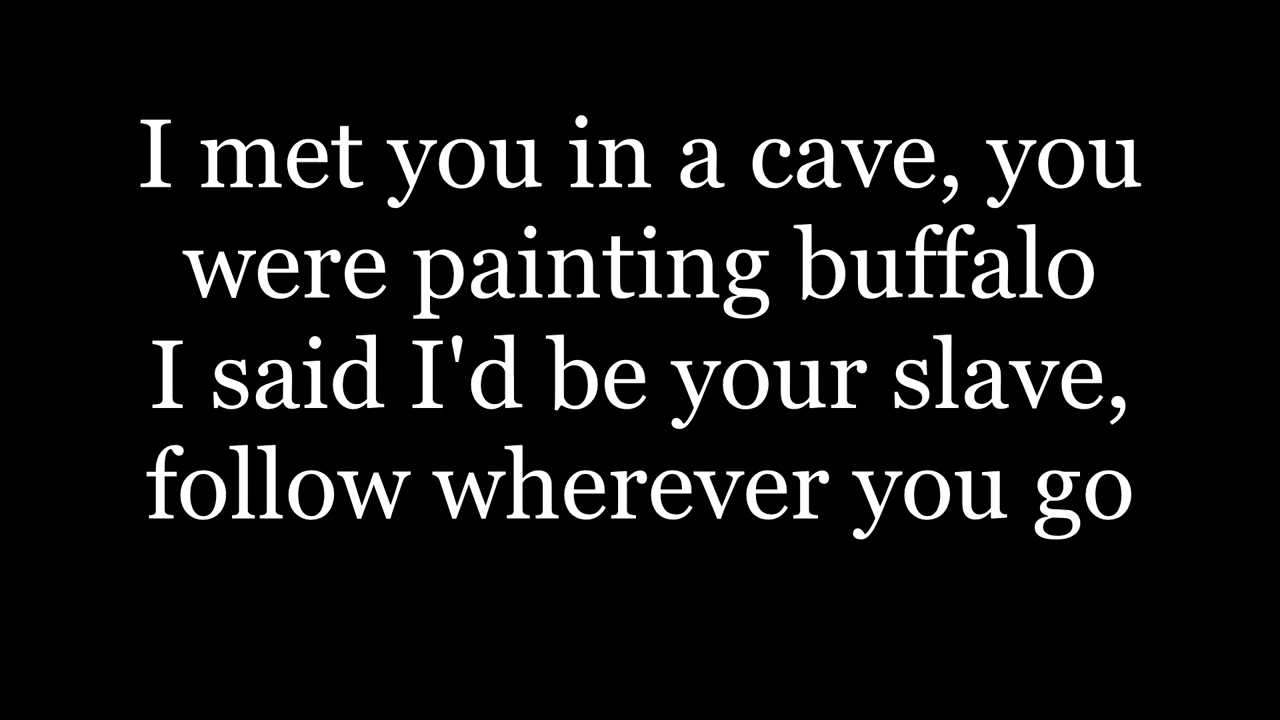 I met you in a cave, you
were painting buffalo
I said I'd be your slave,
follow wherever you go